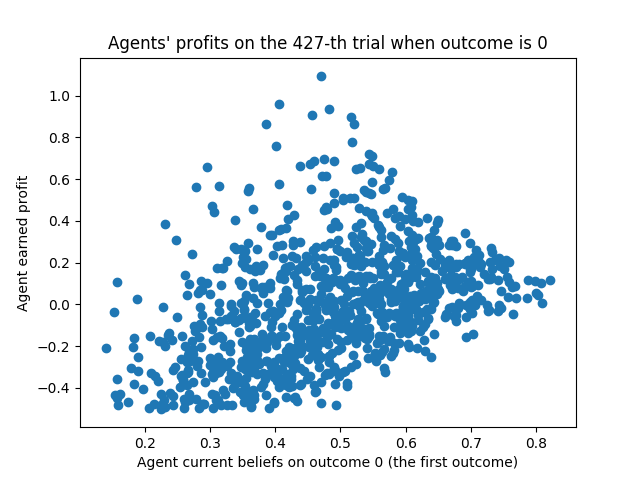 Agents' profits on the 427-th trial when outcome is 0
1.0
0.8
0.6
0.4
0.2
0.0
−0.2
−0.4
Agent earned profit
0.2 0.3 0.4 0.5 0.6 0.7 0.8
Agent current beliefs on outcome 0 (the first outcome)